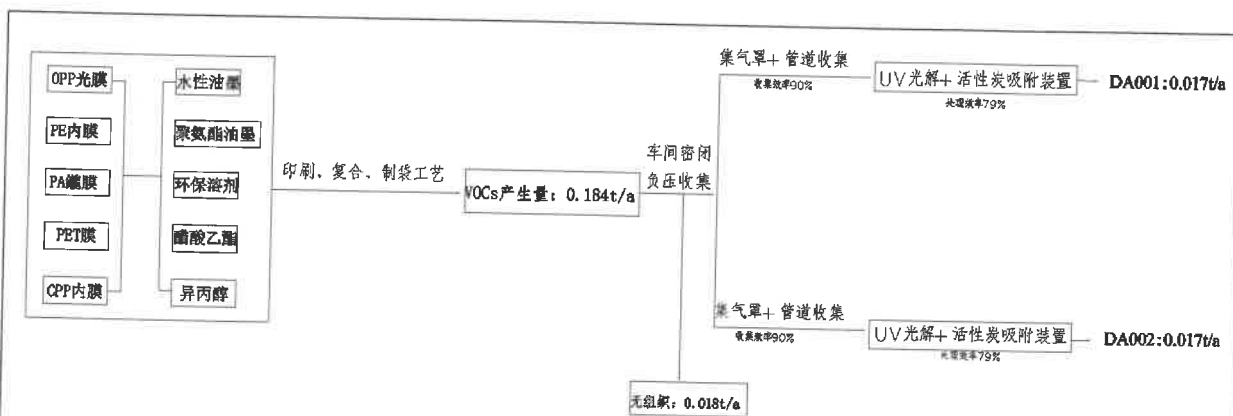 OPP光膜
PE内膜
PA镭膜
PET膜
CPP内膜
水性油墨
聚氨酯油墨
环保溶剂
醋酸乙酯
异丙醇
印刷、复合、制袋工艺
VOCs产生量：0.184t/a
车间密闭
负压收集
集气罩+管道收集
收集效率90%
UV光解+活性炭吸附装置
处理效率79%
DA001:0.017t/a
集气罩+管道收集
收集效率90%
UV光解+活性炭吸附装置
处理效率79%
DA002:0.017t/a
无组织：0.018t/a